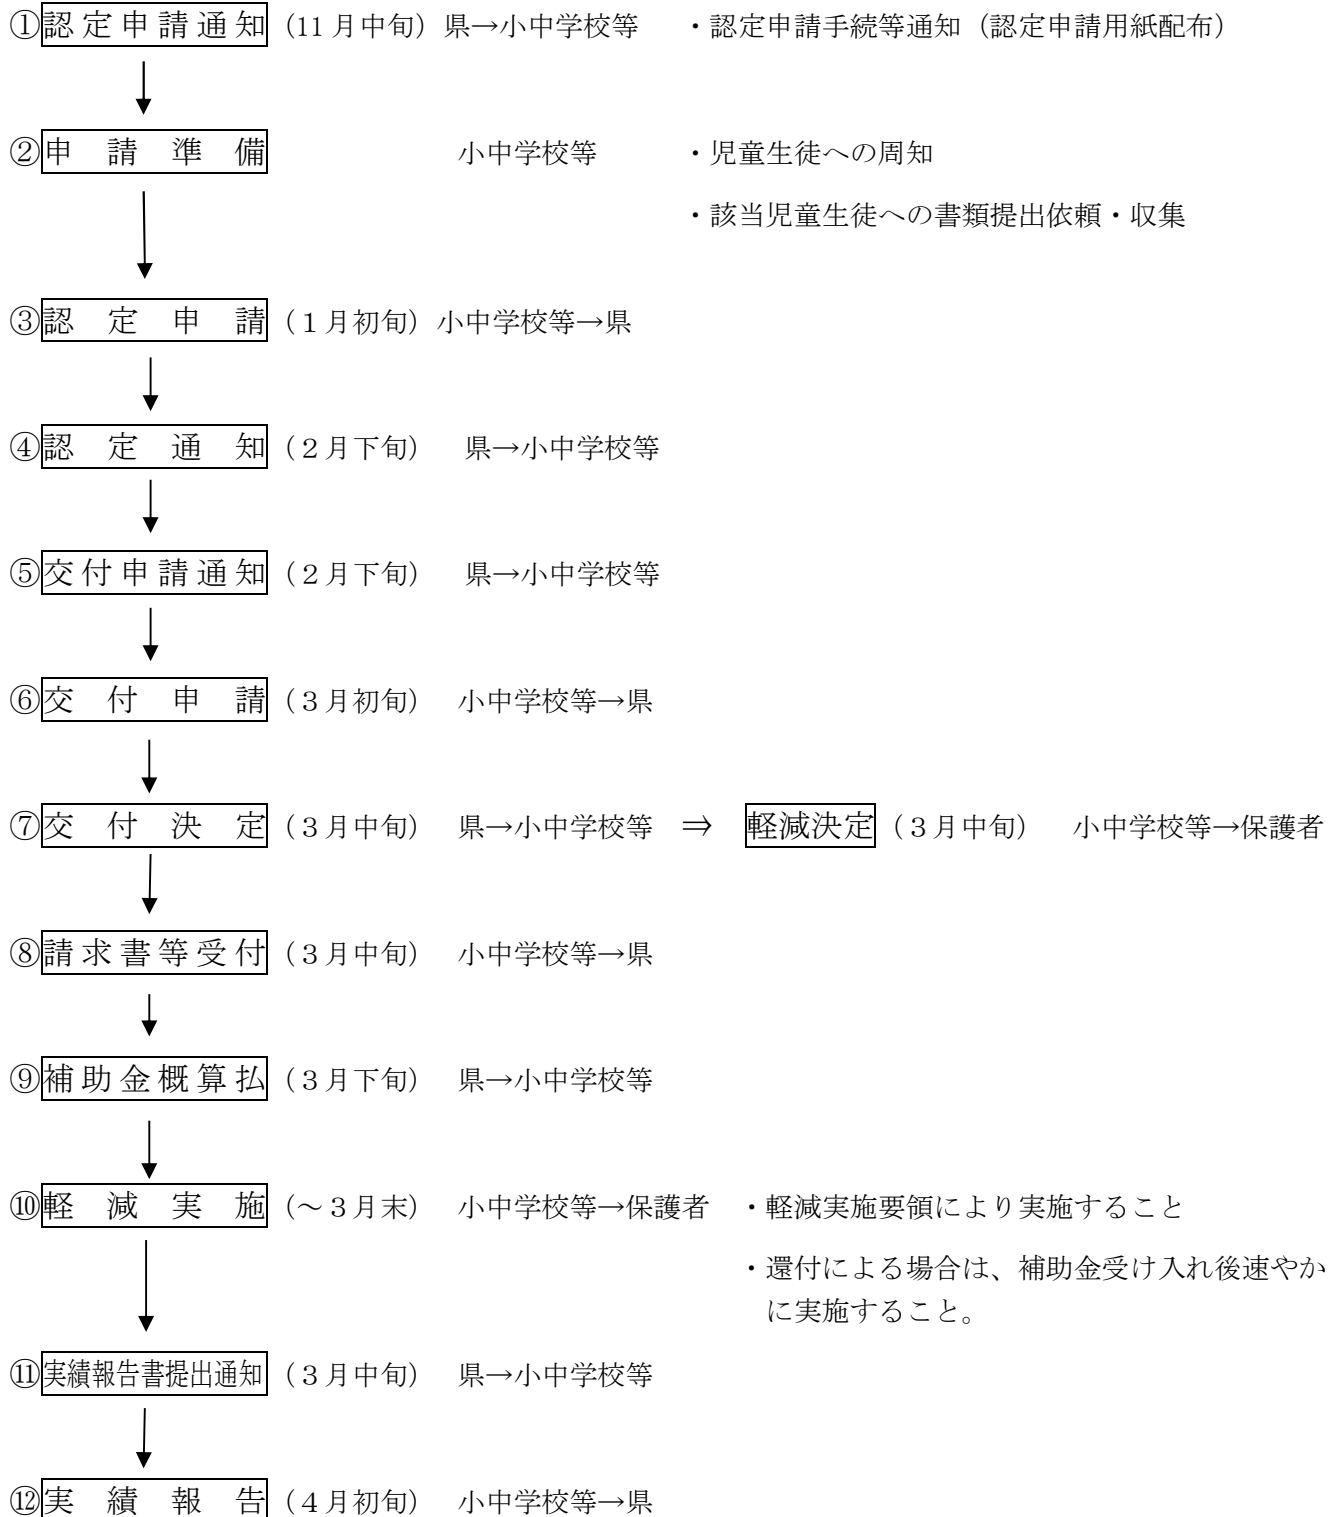 ①認定申請通知（11月中旬）県→小中学校等　・認定申請手続等通知（認定申請用紙配布）
②申請準備　小中学校等　・児童生徒への周知
・該当児童生徒への書類提出依頼・収集
③認定申請（１月初旬）小中学校等→県
④認定通知（２月下旬）　県→小中学校等
⑤交付申請通知（２月下旬）　県→小中学校等
⑥交付申請（３月初旬）　小中学校等→県
⑦交付決定（３月中旬）　県→小中学校等　⇒　軽減決定（３月中旬）　小中学校等→保護者
⑧請求書等受付（３月中旬）　小中学校等→県
⑨補助金概算払（３月下旬）　県→小中学校等
⑩軽減実施（～３月末）　小中学校等→保護者　・軽減実施要領により実施すること
・還付による場合は、補助金受け入れ後速やか
に実施すること。
⑪実績報告書提出通知（３月中旬）　県→小中学校等
⑫実績報告（４月初旬）　小中学校等→県